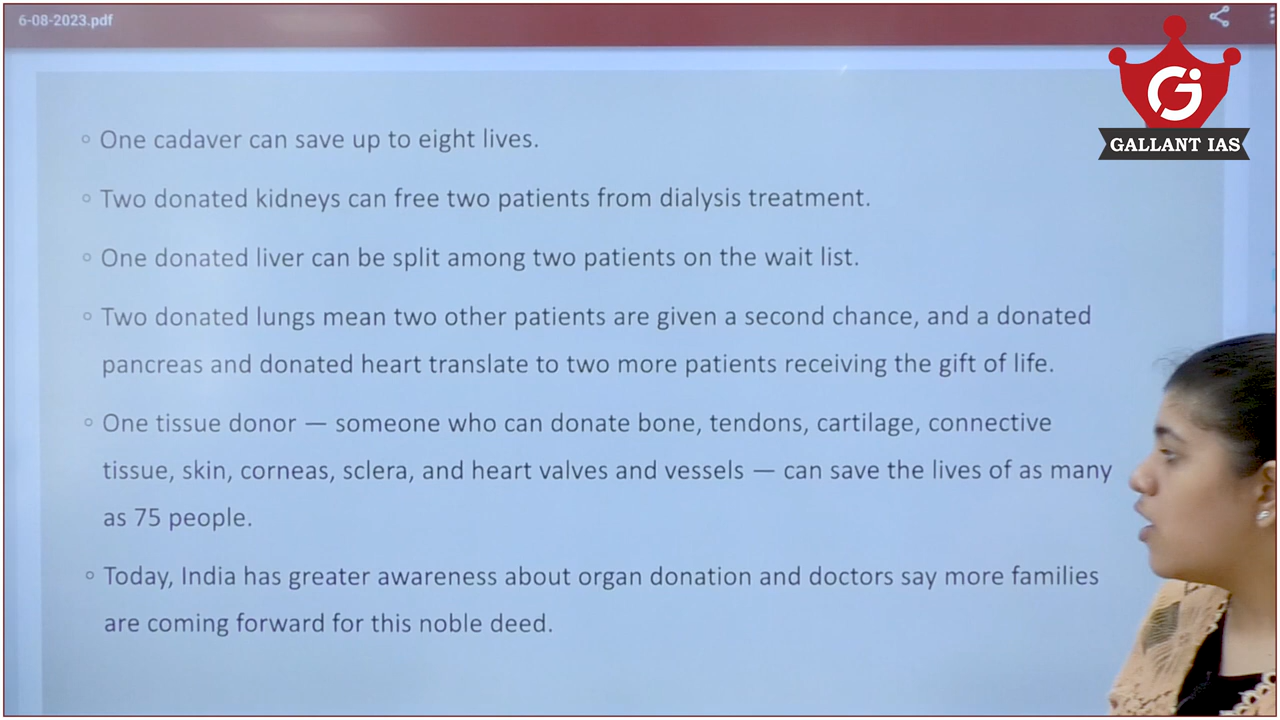 6-08-2023.pdf
GALLANT IAS
◦ One cadaver can save up to eight lives.
◦ Two donated kidneys can free two patients from dialysis treatment.
◦ One donated liver can be split among two patients on the wait list.
◦ Two donated lungs mean two other patients are given a second chance, and a donated
pancreas and donated heart translate to two more patients receiving the gift of life.
◦ One tissue donor — someone who can donate bone, tendons, cartilage, connective
tissue, skin, corneas, sclera, and heart valves and vessels — can save the lives of as many
as 75 people.
◦ Today, India has greater awareness about organ donation and doctors say more families
are coming forward for this noble deed.